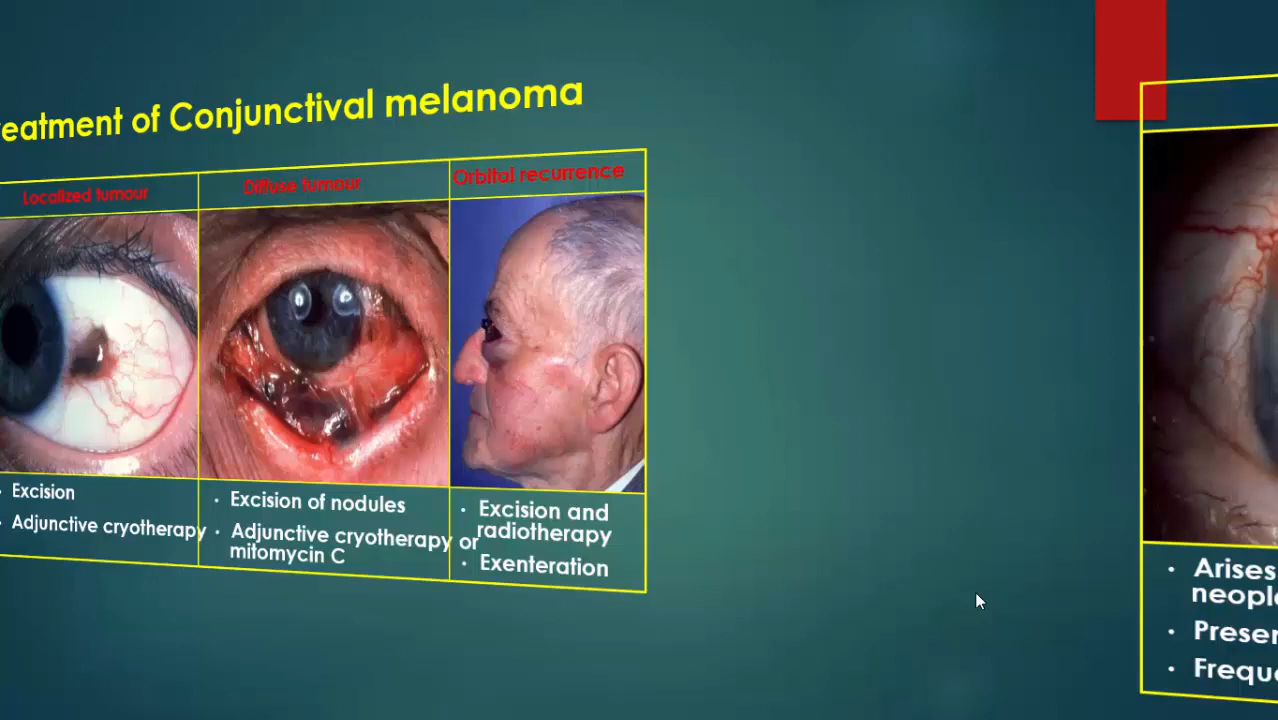 reatment of Conjunctival melanoma
Localized tumour
Diffuse tumour
Orbital recurrence
• Excision
• Adjunctive cryotherapy
• Excision of nodules
• Adjunctive cryotherapy or
mitomycin C
• Excision and
radiotherapy
• Exenteration
• Arises
neopl
• Preser
• Freque